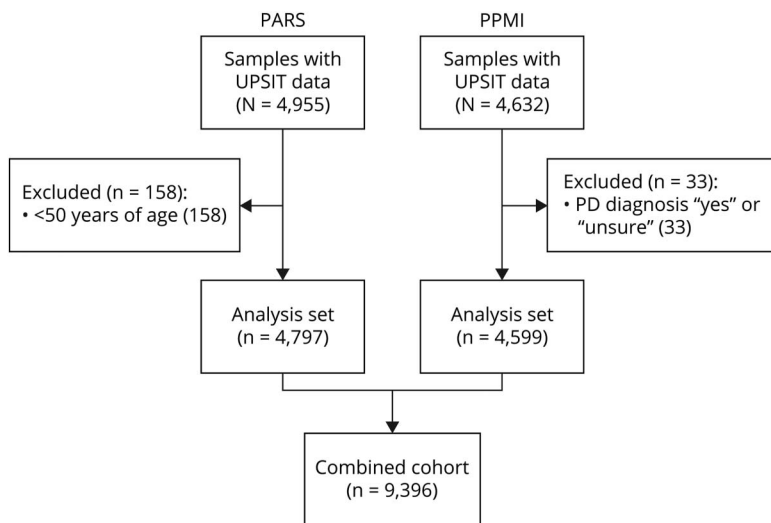 PARS
PPMI
Samples with
UPSIT data
(N = 4,955)
Samples with
UPSIT data
(N = 4,632)
Excluded (n = 158):
• <50 years of age (158)
Excluded (n = 33):
• PD diagnosis “yes” or
“unsure” (33)
Analysis set
(n = 4,797)
Analysis set
(n = 4,599)
Combined cohort
(n = 9,396)